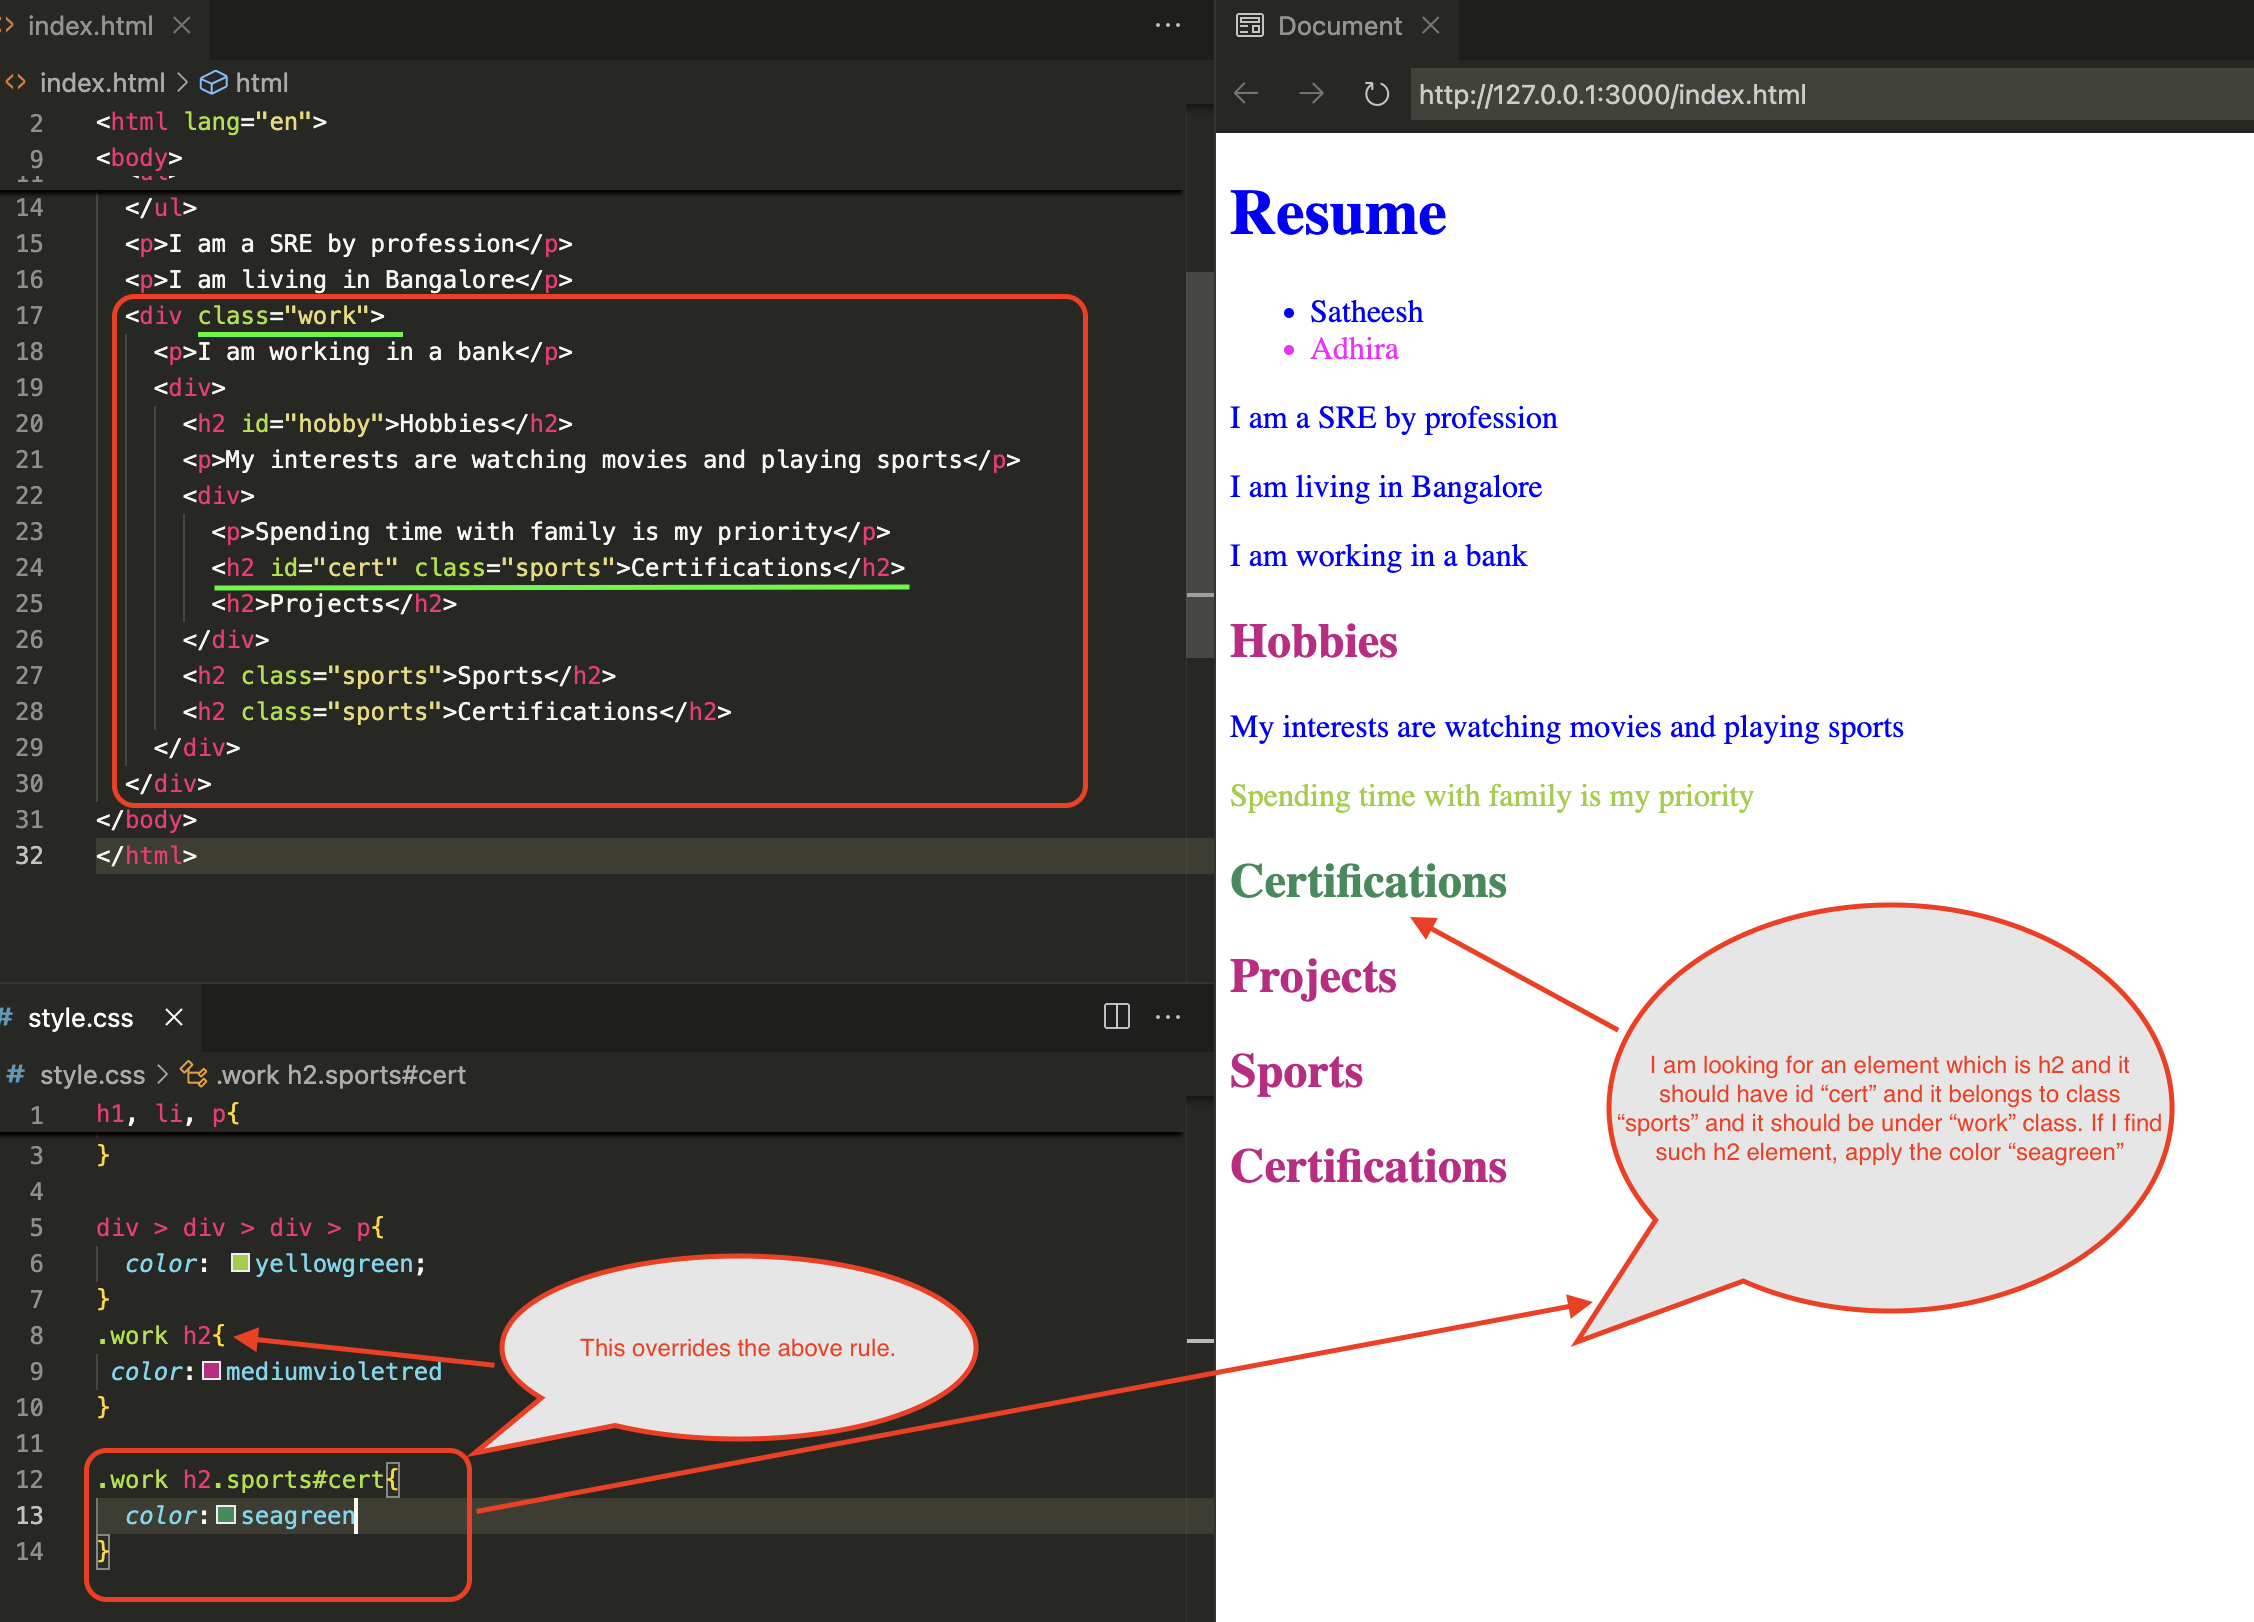 index.html
index.html > html
2 <html lang="en">
9 <body>
14 </ul>
15 <p>I am a SRE by profession</p>
16 <p>I am living in Bangalore</p>
17 <div class="work">
18 <p>I am working in a bank</p>
19 <div>
20 <h2 id="hobby">Hobbies</h2>
21 <p>My interests are watching movies and playing sports</p>
22 <div>
23 <p>Spending time with family is my priority</p>
24 <h2 id="cert" class="sports">Certifications</h2>
25 <h2>Projects</h2>
26 </div>
27 <h2 class="sports">Sports</h2>
28 <h2 class="sports">Certifications</h2>
29 </div>
30 </div>
31 </body>
32 </html>
# style.css
# style.css > .work h2.sports#cert
1 h1, li, p{
3 }
4
5 div > div > div > p{
6 color: yellowgreen;
7 }
8 .work h2{
9 color: mediumvioletred
10 }
11
12 .work h2.sports#cert{
13 color: seagreen
14 }
This overrides the above rule.
Document
http://127.0.0.1:3000/index.html
Resume
• Satheesh
• Adhira
I am a SRE by profession
I am living in Bangalore
I am working in a bank
Hobbies
My interests are watching movies and playing sports
Spending time with family is my priority
Certifications
Projects
Sports
Certifications
I am looking for an element which is h2 and it
should have id “cert” and it belongs to class
“sports” and it should be under “work” class. If I find
such h2 element, apply the color “seagreen”